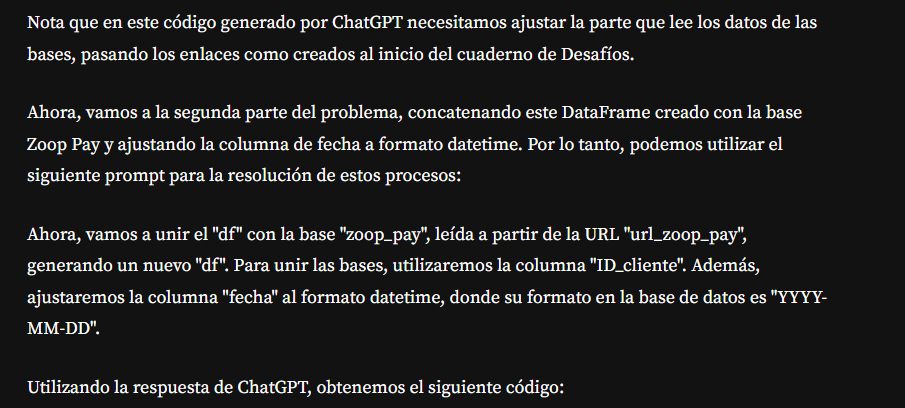 Nota que en este código generado por ChatGPT necesitamos ajustar la parte que lee los datos de las
bases, pasando los enlaces como creados al inicio del cuaderno de Desafíos.
Ahora, vamos a la segunda parte del problema, concatenando este DataFrame creado con la base
Zoop Pay y ajustando la columna de fecha a formato datetime. Por lo tanto, podemos utilizar el
siguiente prompt para la resolución de estos procesos:
Ahora, vamos a unir el "df" con la base "zoop_pay", leída a partir de la URL "url_zoop_pay",
generando un nuevo "df". Para unir las bases, utilizaremos la columna "ID_cliente". Además,
ajustaremos la columna "fecha" al formato datetime, donde su formato en la base de datos es "YYYY-
MM-DD".
Utilizando la respuesta de ChatGPT, obtenemos el siguiente código: